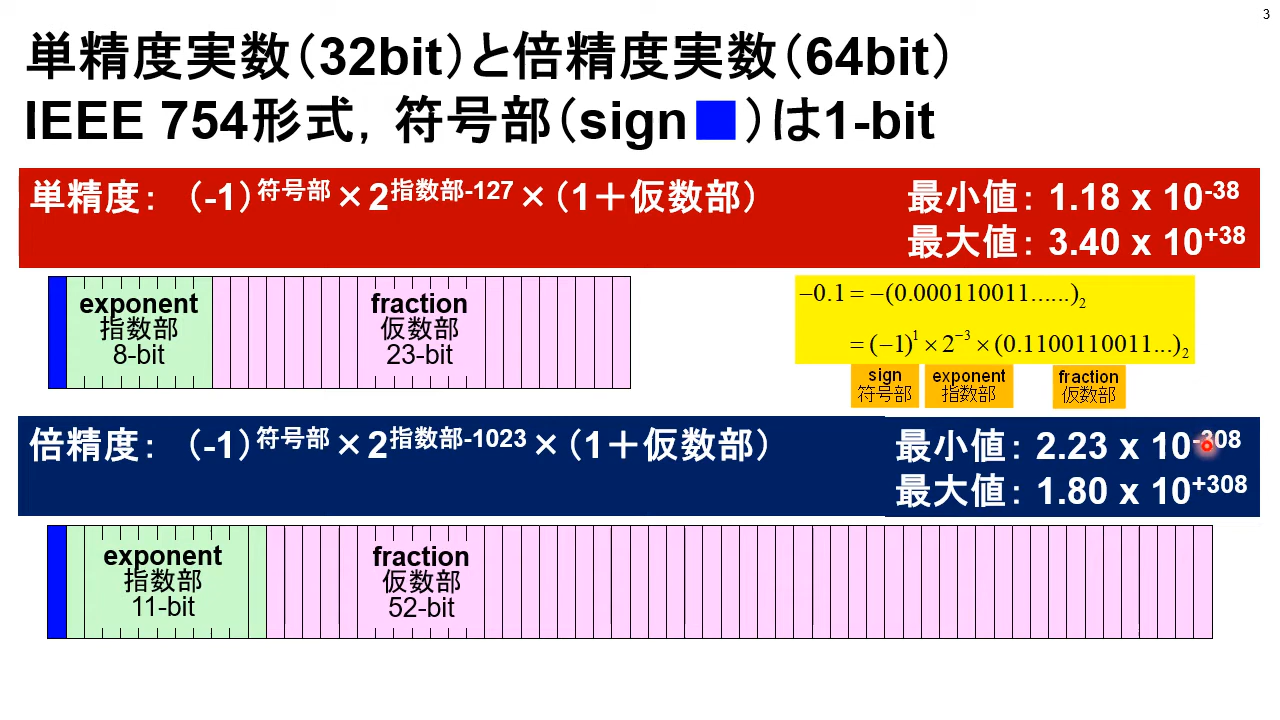 3
単精度実数(32bit)と倍精度実数(64bit)
IEEE 754形式, 符号部(sign■)は1-bit
単精度: (-1)符号部×2指数部-127×(1+仮数部)
最小値: 1.18 x 10-38
最大値: 3.40 x 10+38
exponent
指数部
8-bit
fraction
仮数部
23-bit
−0.1 = −(0.000110011......)2
= (−1)1 × 2−3 × (0.1100110011...)2
sign
符号部
exponent
指数部
fraction
仮数部
倍精度: (-1)符号部×2指数部-1023×(1+仮数部)
最小値: 2.23 x 10-308
最大値: 1.80 x 10+308
exponent
指数部
11-bit
fraction
仮数部
52-bit